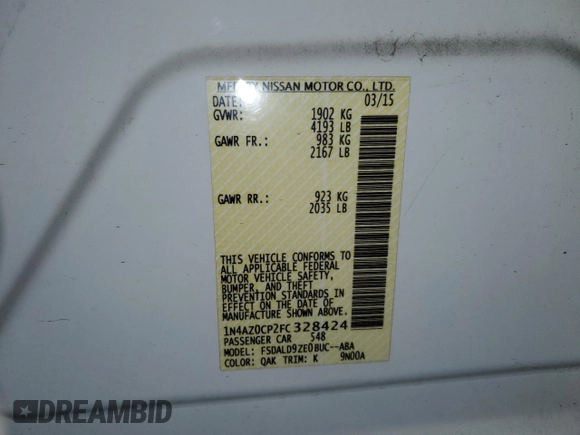 MFD BY NISSAN MOTOR CO., LTD.
DATE: 03/15
GVWR: 1902 KG
4193 LB
GAWR FR.: 983 KG
2167 LB
GAWR RR.: 923 KG
2035 LB
THIS VEHICLE CONFORMS TO
ALL APPLICABLE FEDERAL
MOTOR VEHICLE SAFETY,
BUMPER, AND THEFT
PREVENTION STANDARDS IN
EFFECT ON THE DATE OF
MANUFACTURE SHOWN ABOVE.
1N4AZ0CP2FC328424
PASSENGER CAR 548
MODEL: FSDALD9ZE0BUC--ABA
COLOR: QAK TRIM: K 9N00A
DREAMBID